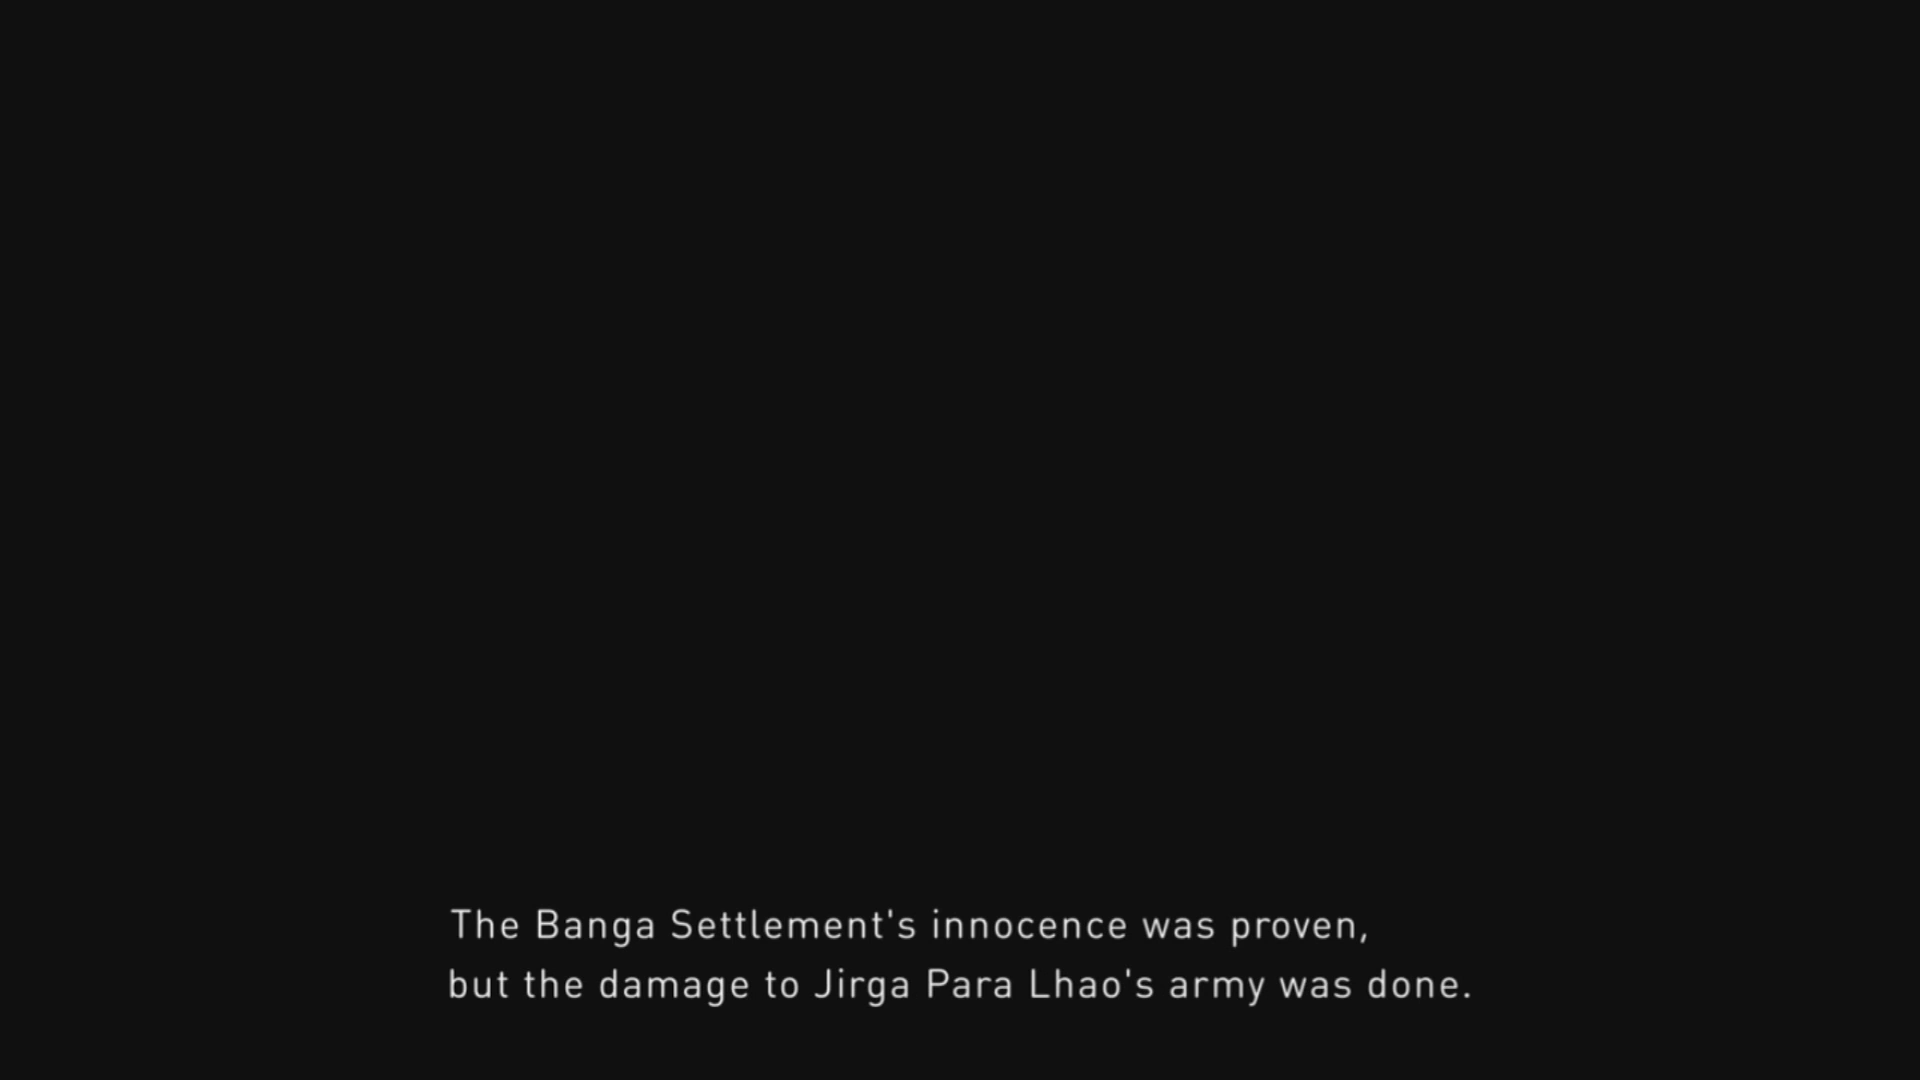 The Banga Settlement's innocence was proven,
but the damage to Jirga Para Lhao's army was done.